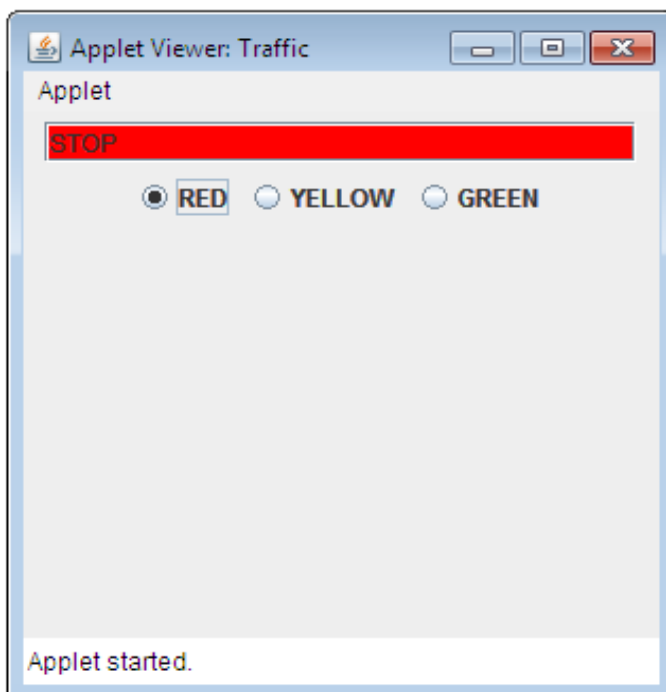 Applet Viewer: Traffic
Applet
STOP
RED YELLOW GREEN
Applet started.